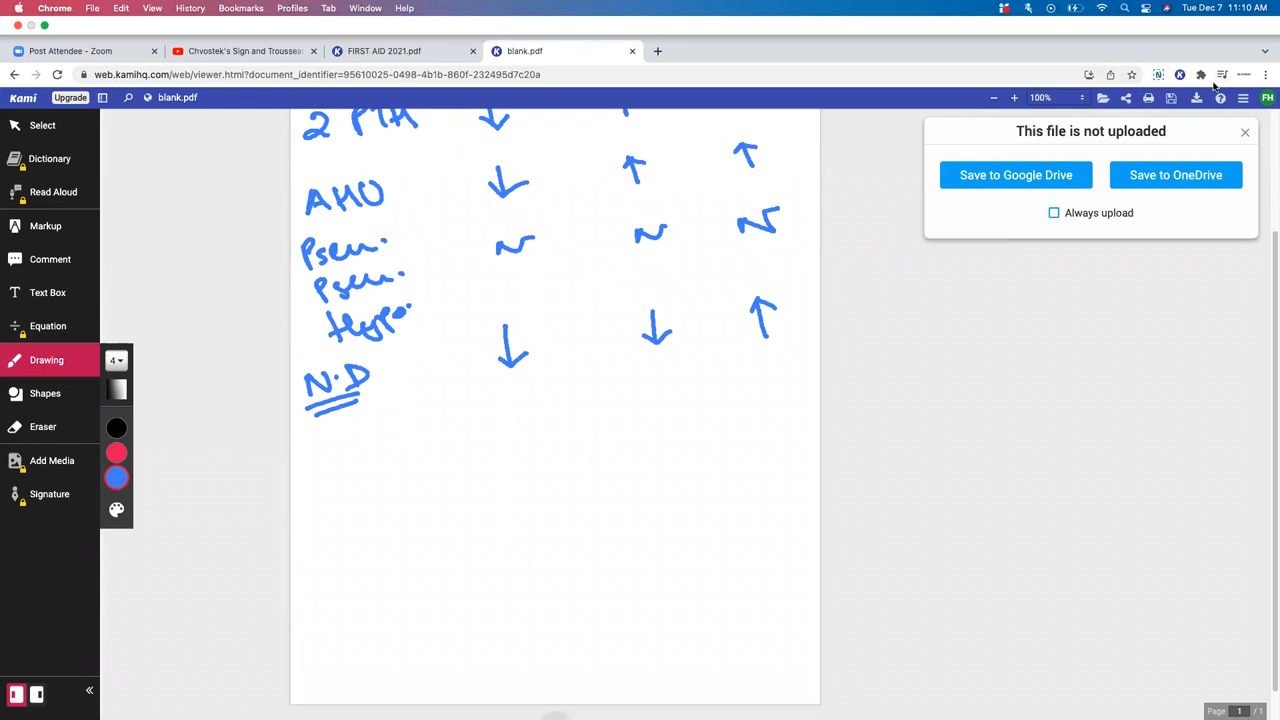 Chrome File Edit View History Bookmarks Profiles Tab Window Help Tue Dec 7 11:10 AM
Post Attendee - Zoom Chvostek's Sign and Trousseau FIRST AID 2021.pdf blank.pdf
web.kamihq.com/web/viewer.html?document_identifier=95610025-0498-4b1b-860f-232495d7c20a
Kami Upgrade blank.pdf 100% FH
Select
Dictionary
Read Aloud
Markup
Comment
Text Box
Equation
Drawing
Shapes
Eraser
Add Media
Signature
4
2 PTH ↓
AHO ↓ ↑ ↑
Pseu. N N N
Pseu.
Hypo.
N.D ↓ ↓ ↑
This file is not uploaded
Save to Google Drive Save to OneDrive
Always upload
Page 1 / 1